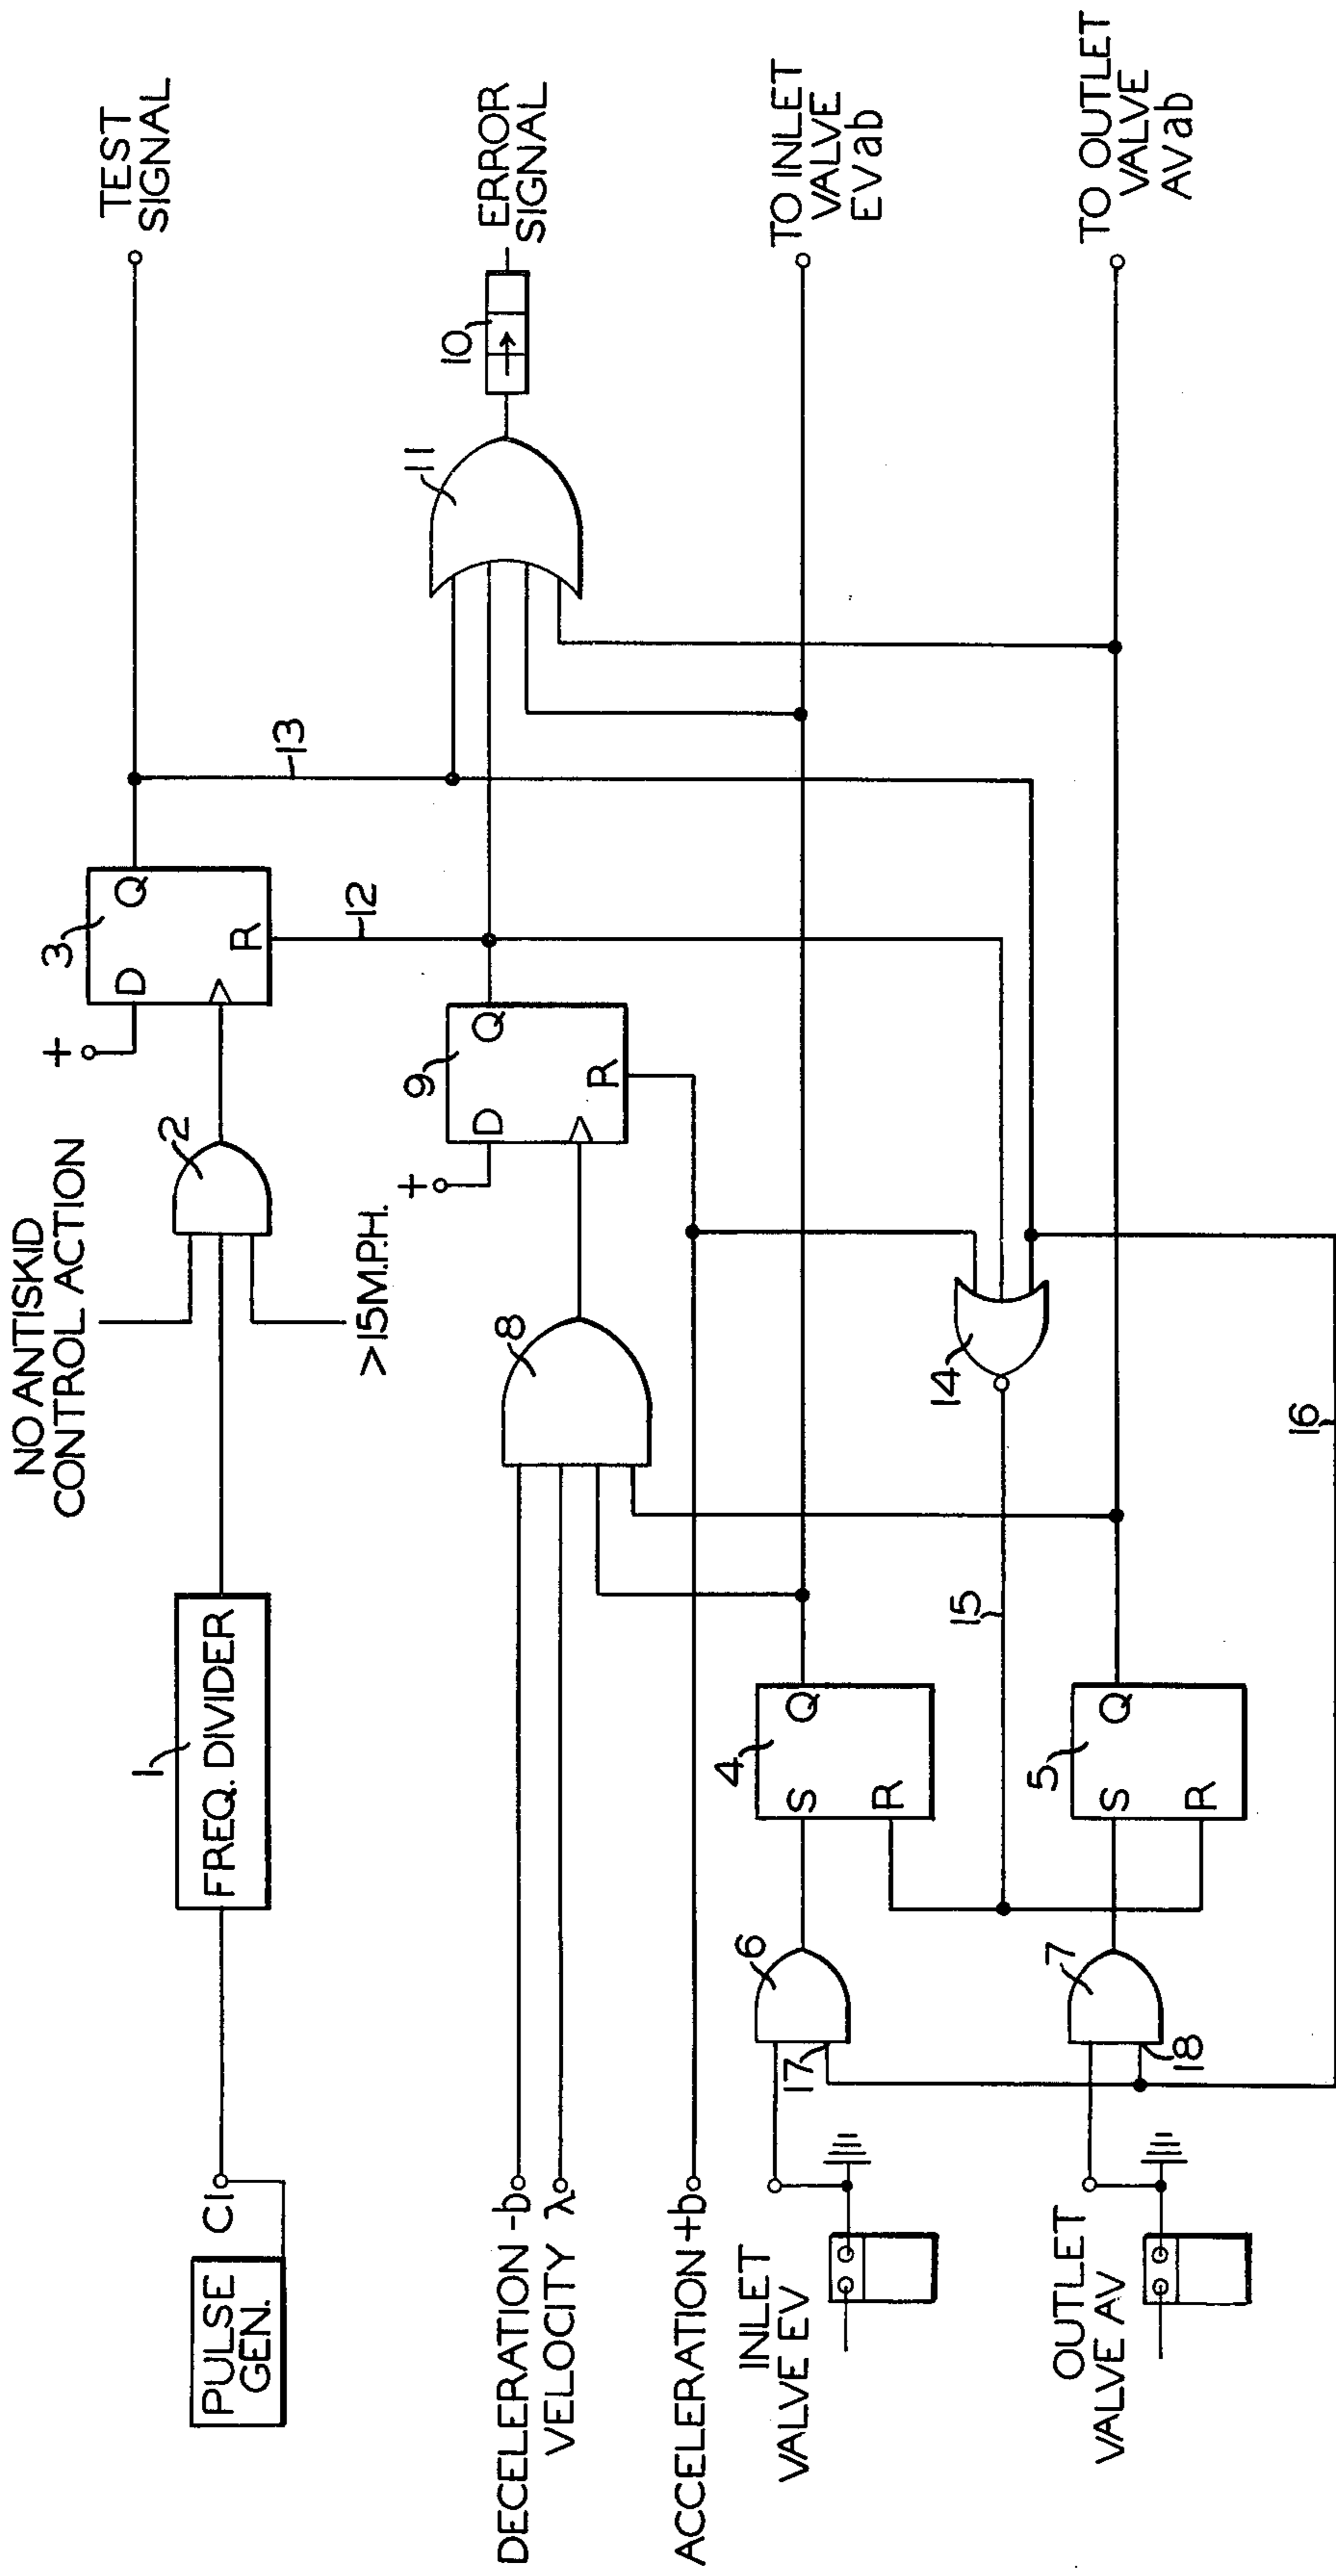 NO ANTISKID
CONTROL ACTION
TEST
SIGNAL
PULSE
GEN.
CI
1
FREQ. DIVIDER
2
+
3
D
Q
R
>15M.P.H.
12
13
ERROR
SIGNAL
10
11
DECELERATION -b
VELOCITY λ
8
+
9
D
Q
R
ACCELERATION +b
INLET
VALVE EV
6
17
4
S
Q
R
TO INLET
VALVE
EVab
14
15
OUTLET
VALVE AV
7
18
5
S
Q
R
TO OUTLET
VALVE
AVab
16